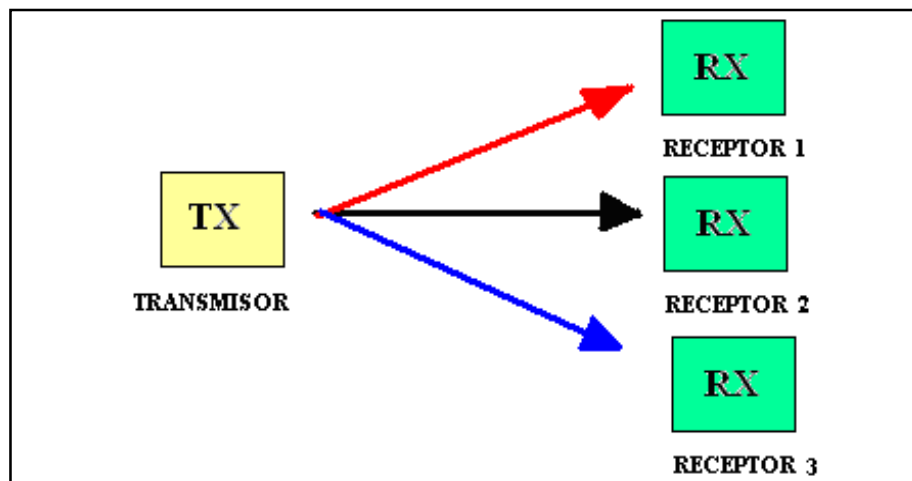 RX
RECEPTOR 1
TX
TRANSMISOR
RX
RECEPTOR 2
RX
RECEPTOR 3